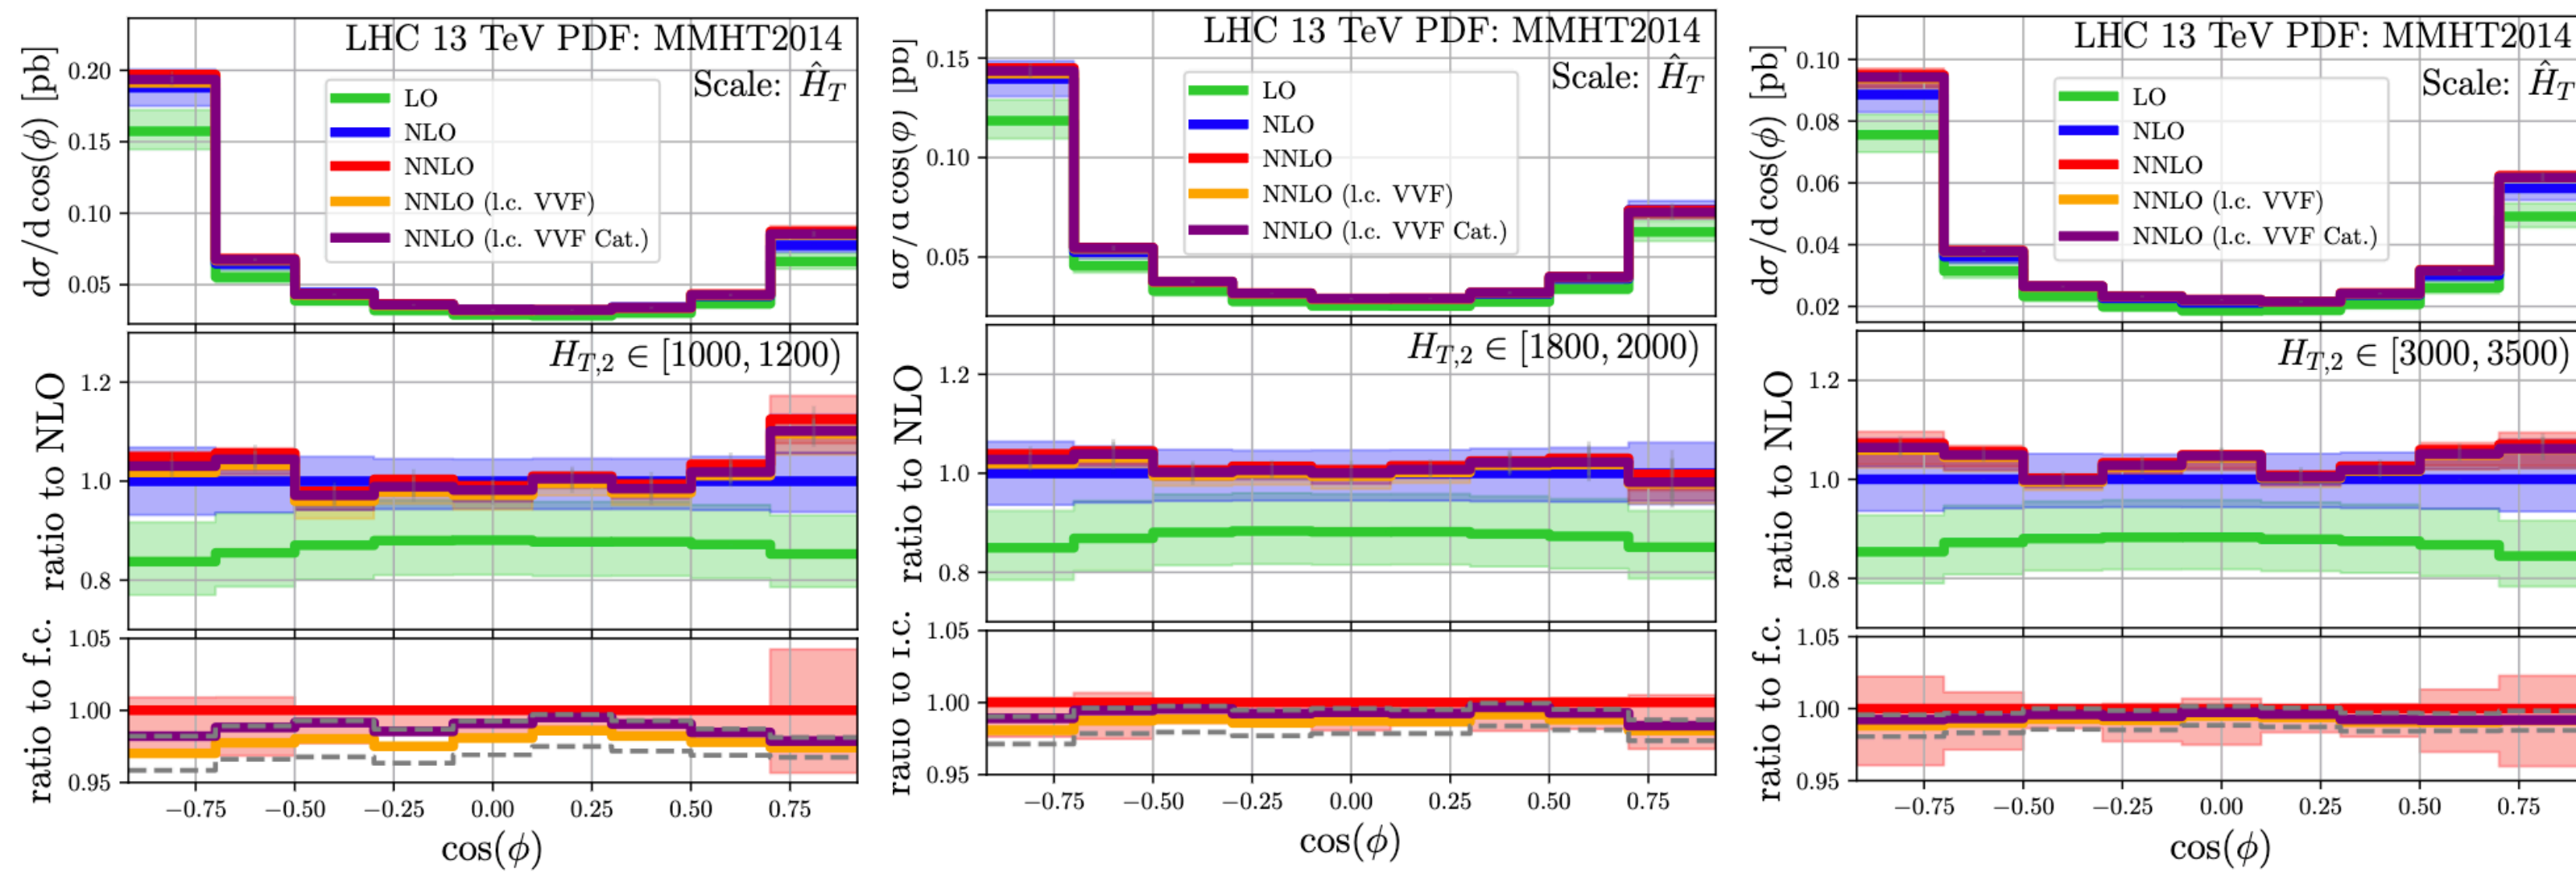 LHC 13 TeV PDF: MMHT2014
Scale: Ĥ_T
LO
NLO
NNLO
NNLO (l.c. VVF)
NNLO (l.c. VVF Cat.)
dσ/d cos(ϕ) [pb]
0.20
0.15
0.10
0.05
H_{T,2} ∈ [1000, 1200)
ratio to NLO
1.2
1.0
0.8
ratio to f.c.
1.05
1.00
0.95
−0.75 −0.50 −0.25 0.00 0.25 0.50 0.75
cos(ϕ)
LHC 13 TeV PDF: MMHT2014
Scale: Ĥ_T
LO
NLO
NNLO
NNLO (l.c. VVF)
NNLO (l.c. VVF Cat.)
dσ/d cos(ϕ) [pb]
0.15
0.10
0.05
H_{T,2} ∈ [1800, 2000)
ratio to NLO
1.2
1.0
0.8
ratio to f.c.
1.05
1.00
0.95
−0.75 −0.50 −0.25 0.00 0.25 0.50 0.75
cos(ϕ)
LHC 13 TeV PDF: MMHT2014
Scale: Ĥ_T
LO
NLO
NNLO
NNLO (l.c. VVF)
NNLO (l.c. VVF Cat.)
dσ/d cos(ϕ) [pb]
0.10
0.08
0.06
0.04
0.02
H_{T,2} ∈ [3000, 3500)
ratio to NLO
1.2
1.0
0.8
ratio to f.c.
1.05
1.00
0.95
−0.75 −0.50 −0.25 0.00 0.25 0.50 0.75
cos(ϕ)